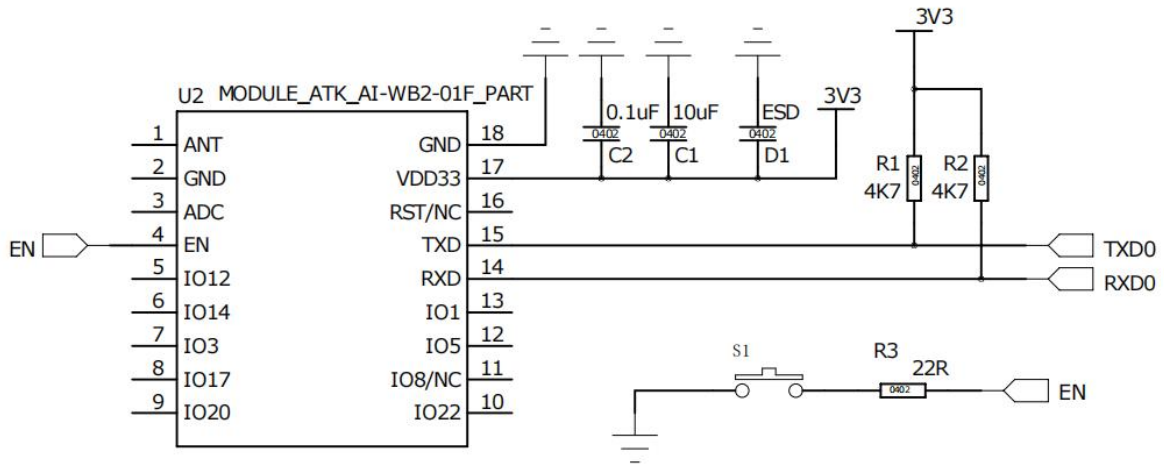 3V3
U2 MODULE_ATK_AI-WB2-01F_PART
0.1uF 10uF ESD 3V3
0402 0402 0402
C2 C1 D1
1 ANT GND 18
2 GND VDD33 17
3 ADC RST/NC 16
R1 R2
4K7 4K7
0402 0402
EN 4 EN TXD 15 TXD0
5 IO12 RXD 14 RXD0
6 IO14 IO1 13
7 IO3 IO5 12
8 IO17 IO8/NC 11
9 IO20 IO22 10
S1 R3
22R
0402 EN